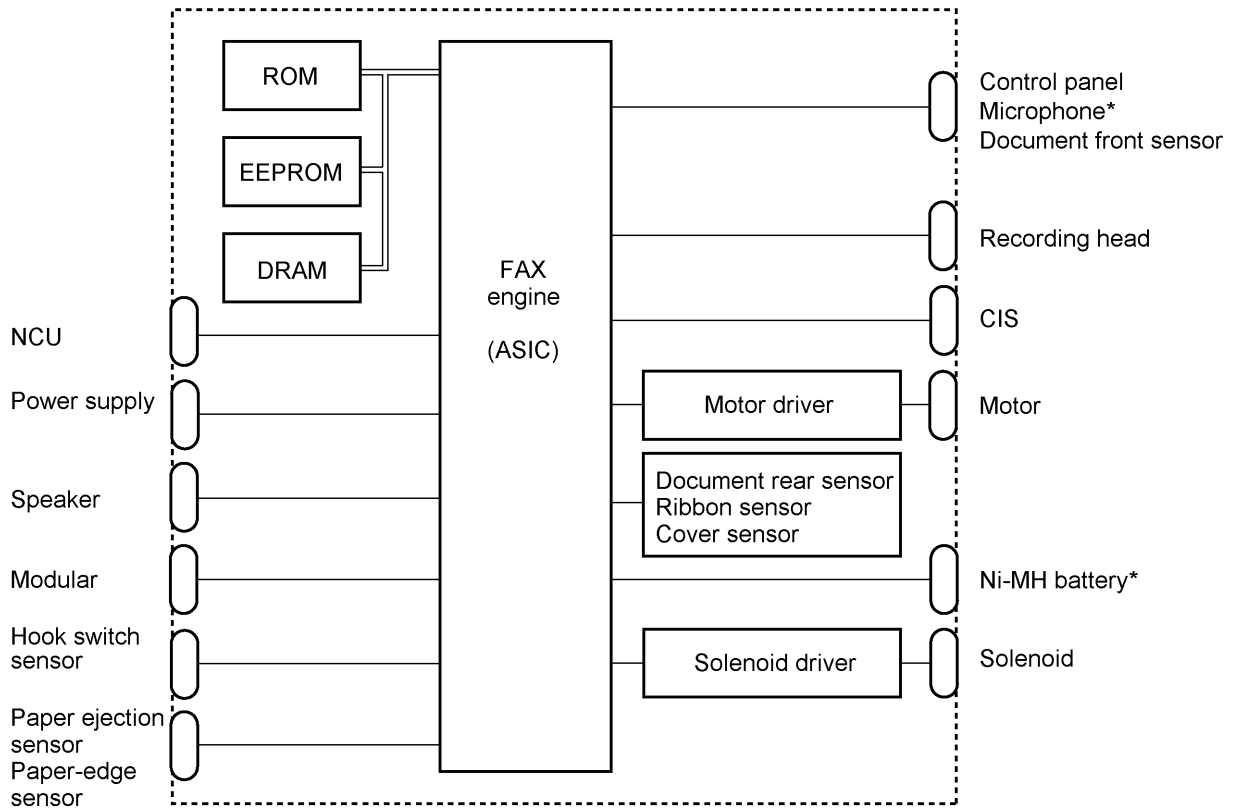 ROM
EEPROM
DRAM
FAX
engine
(ASIC)
NCU
Power supply
Speaker
Modular
Hook switch
sensor
Paper ejection
sensor
Paper-edge
sensor
Control panel
Microphone*
Document front sensor
Recording head
CIS
Motor driver
Motor
Document rear sensor
Ribbon sensor
Cover sensor
Ni-MH battery*
Solenoid driver
Solenoid